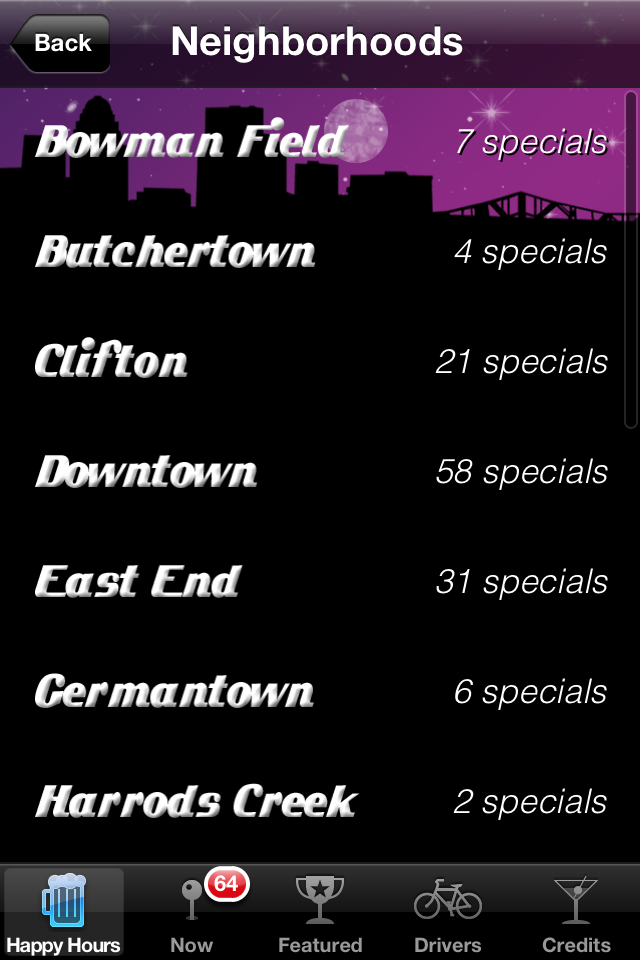 Back Neighborhoods
Bowman Field 7 specials
Butchertown 4 specials
Clifton 21 specials
Downtown 58 specials
East End 31 specials
Germantown 6 specials
Harrods Creek 2 specials
64
Happy Hours Now Featured Drivers Credits